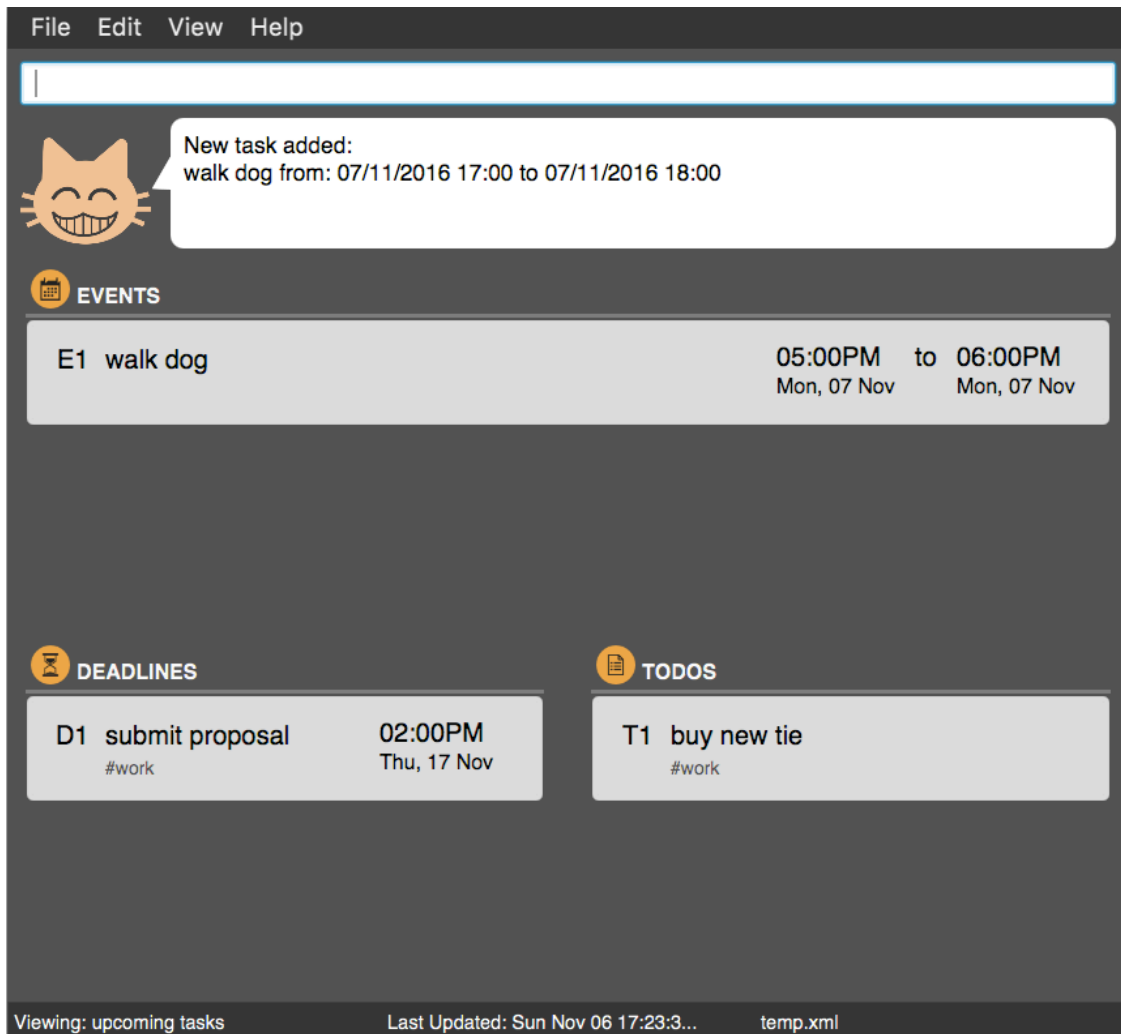 File Edit View Help
New task added:
walk dog from: 07/11/2016 17:00 to 07/11/2016 18:00
EVENTS
E1 walk dog 05:00PM to 06:00PM
Mon, 07 Nov Mon, 07 Nov
DEADLINES
D1 submit proposal 02:00PM
#work Thu, 17 Nov
TODOS
T1 buy new tie
#work
Viewing: upcoming tasks Last Updated: Sun Nov 06 17:23:3... temp.xml